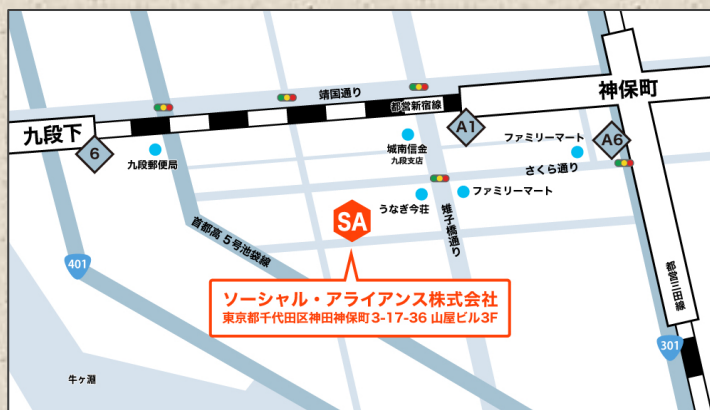 靖国通り
神保町
都営新宿線
九段下
6
A1
A6
九段郵便局
城南信金
九段支店
ファミリーマート
さくら通り
うなぎ今荘
ファミリーマート
雉子橋通り
SA
首都高 5号池袋線
401
都営三田線
ソーシャル・アライアンス株式会社
東京都千代田区神田神保町3-17-36 山屋ビル3F
301
牛ヶ淵